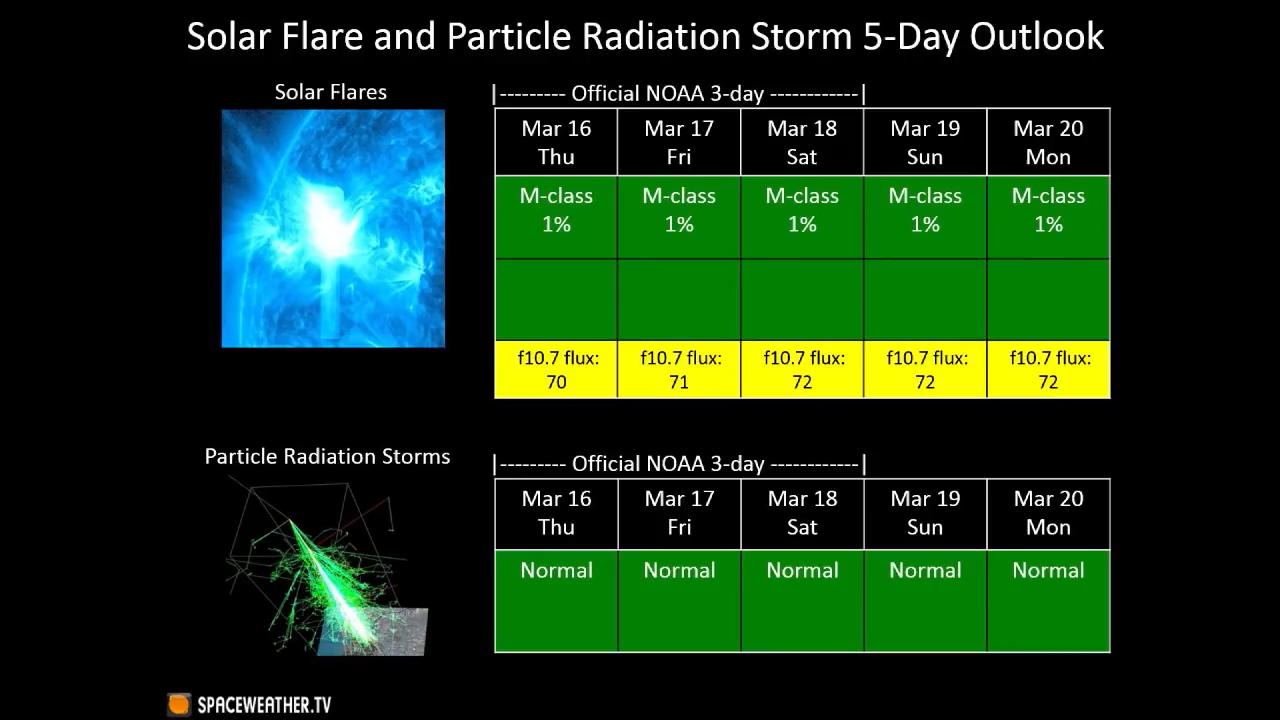 Solar Flare and Particle Radiation Storm 5-Day Outlook
Solar Flares
|--------- Official NOAA 3-day ------------|
Mar 16 Mar 17 Mar 18 Mar 19 Mar 20
Thu Fri Sat Sun Mon
M-class M-class M-class M-class M-class
1% 1% 1% 1% 1%
f10.7 flux: f10.7 flux: f10.7 flux: f10.7 flux: f10.7 flux:
70 71 72 72 72
Particle Radiation Storms
|--------- Official NOAA 3-day ------------|
Mar 16 Mar 17 Mar 18 Mar 19 Mar 20
Thu Fri Sat Sun Mon
Normal Normal Normal Normal Normal
SPACEWEATHER.TV